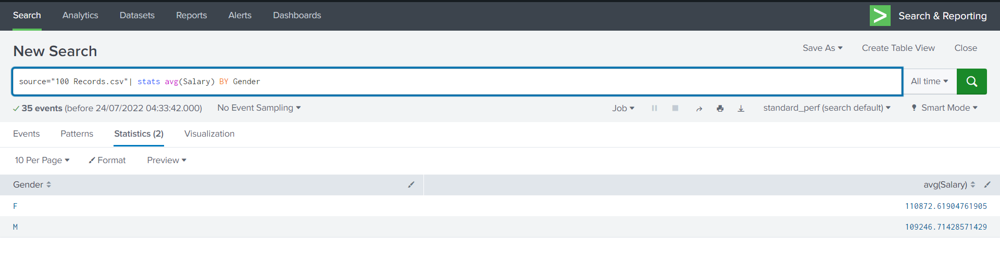 Search Analytics Datasets Reports Alerts Dashboards Search & Reporting
New Search
Save As Create Table View Close
source="100 Records.csv"| stats avg(Salary) BY Gender
All time
35 events (before 24/07/2022 04:33:42.000) No Event Sampling Job standard_perf (search default) Smart Mode
Events Patterns Statistics (2) Visualization
10 Per Page Format Preview
Gender avg(Salary)
F 110872.61904761905
M 109246.71428571429